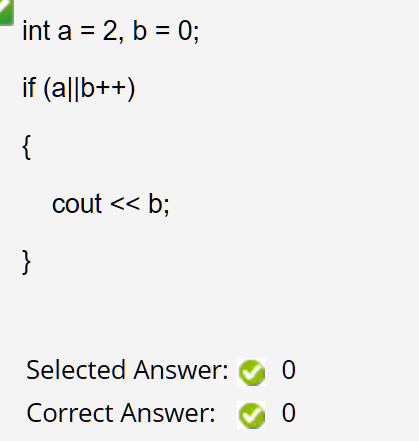 int a = 2, b = 0;
if (a||b++)
{
cout << b;
}
Selected Answer: 0
Correct Answer: 0